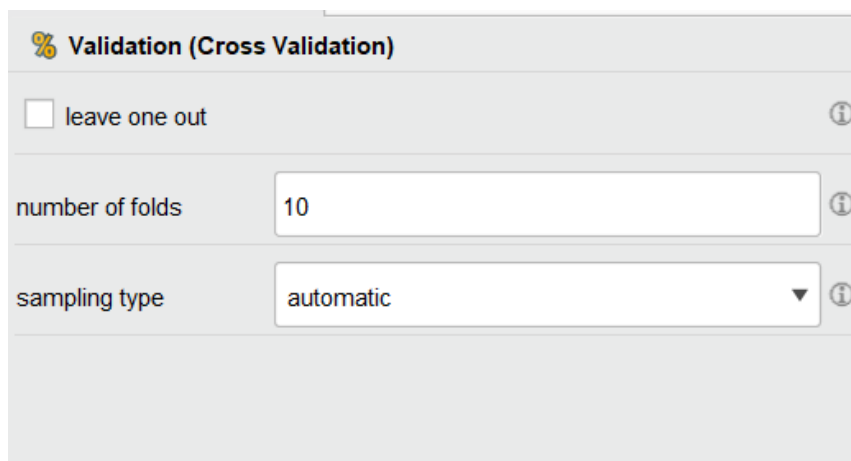 Validation (Cross Validation)
leave one out
number of folds 10
sampling type automatic